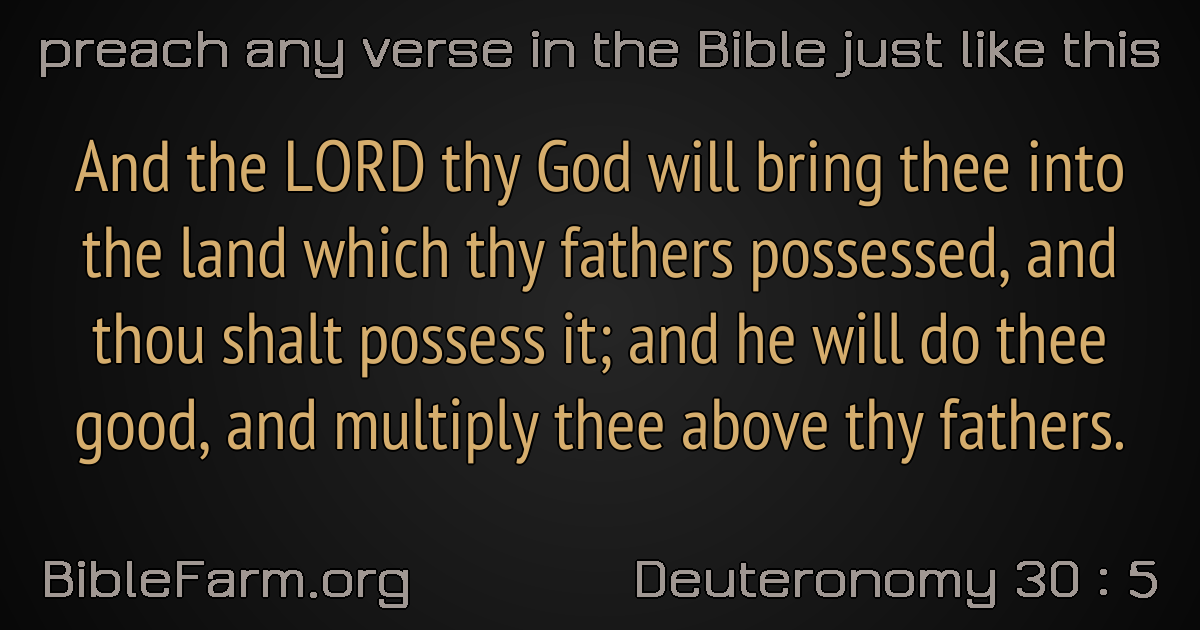 preach any verse in the Bible just like this
And the LORD thy God will bring thee into
the land which thy fathers possessed, and
thou shalt possess it; and he will do thee
good, and multiply thee above thy fathers.
BibleFarm.org
Deuteronomy 30 : 5